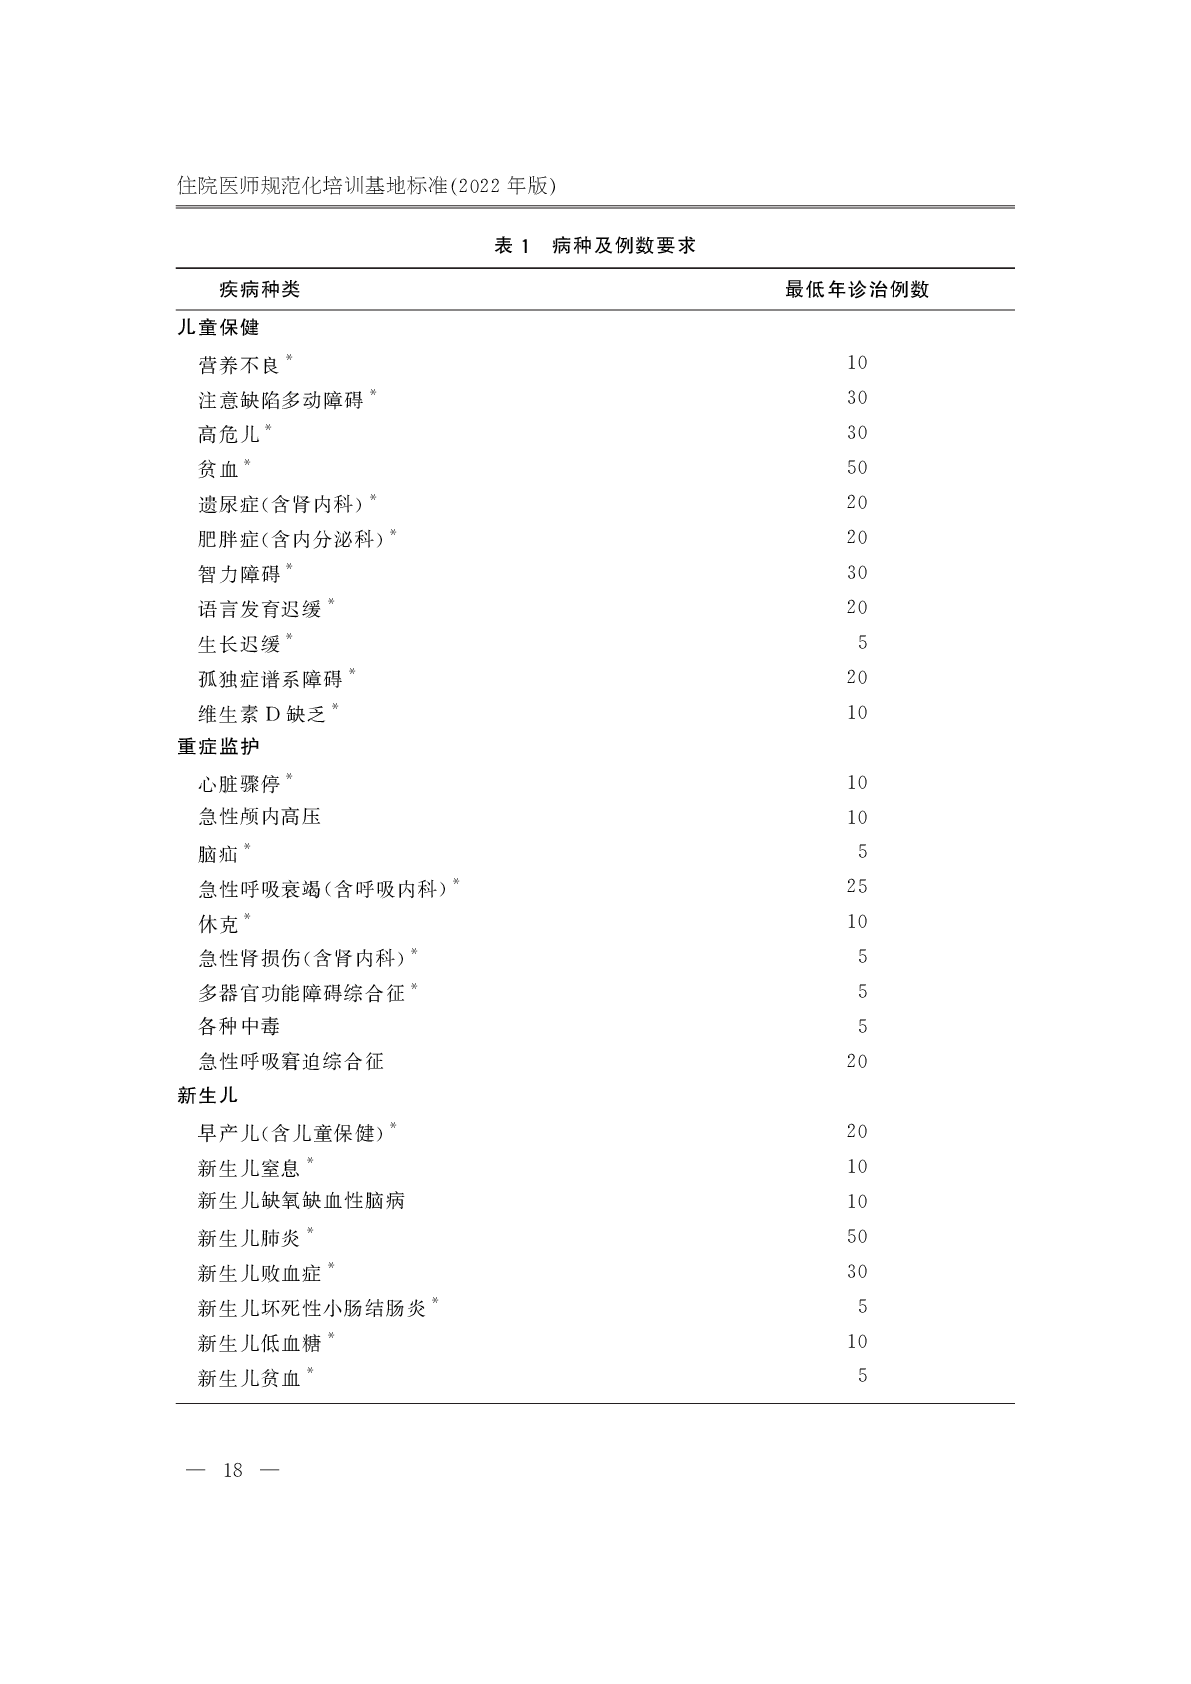 住院医师规范化培训基地标准(2022 年版)
表 1 病种及例数要求
疾病种类 最低年诊治例数
儿童保健
营养不良* 10
注意缺陷多动障碍* 30
高危儿* 30
贫血* 50
遗尿症(含肾内科)* 20
肥胖症(含内分泌科)* 20
智力障碍* 30
语言发育迟缓* 20
生长迟缓* 5
孤独症谱系障碍* 20
维生素 D 缺乏* 10
重症监护
心脏骤停* 10
急性颅内高压 10
脑疝* 5
急性呼吸衰竭(含呼吸内科)* 25
休克* 10
急性肾损伤(含肾内科)* 5
多器官功能障碍综合征* 5
各种中毒 5
急性呼吸窘迫综合征 20
新生儿
早产儿(含儿童保健)* 20
新生儿窒息* 10
新生儿缺氧缺血性脑病 10
新生儿肺炎* 50
新生儿败血症* 30
新生儿坏死性小肠结肠炎* 5
新生儿低血糖* 10
新生儿贫血* 5
— 18 —